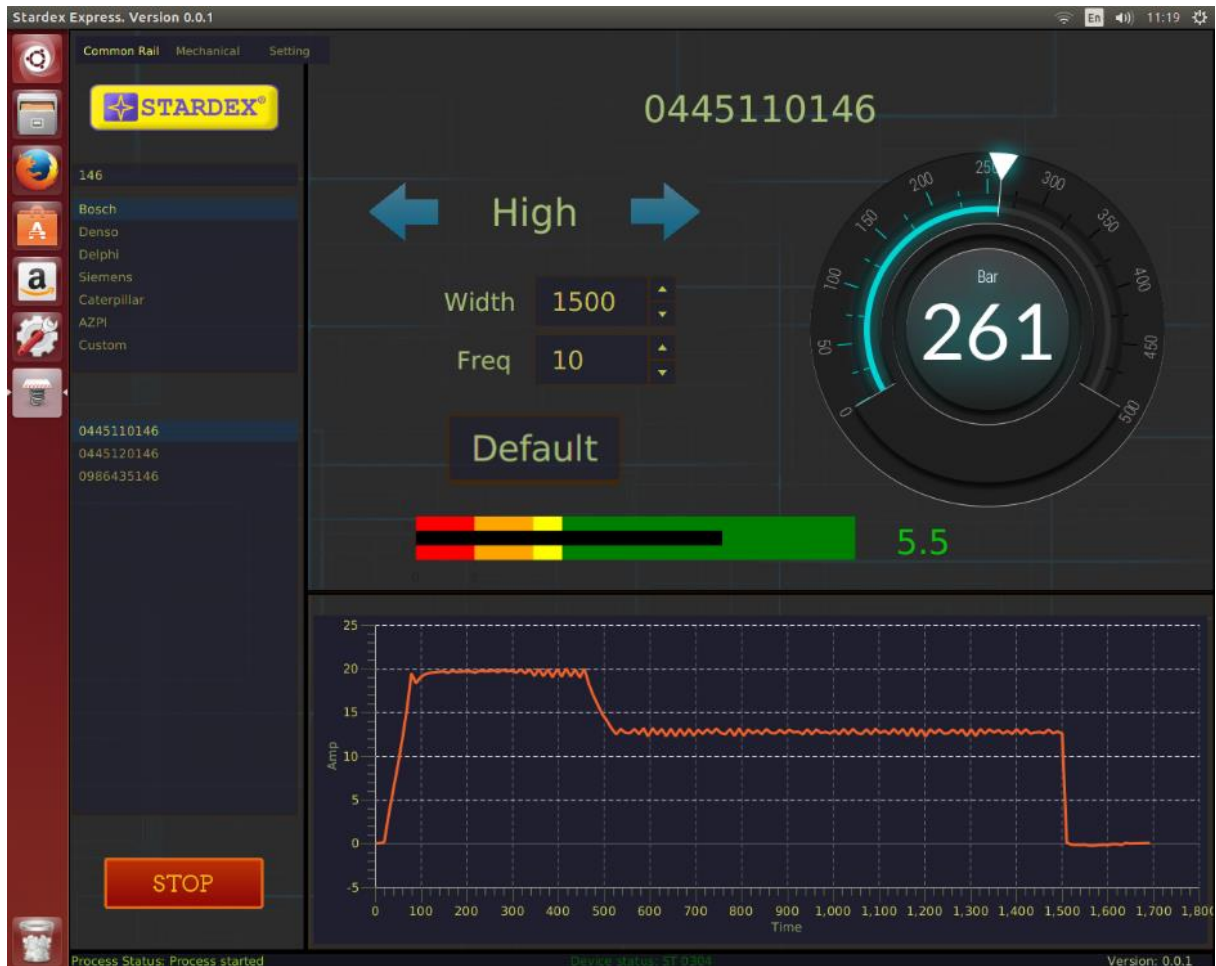 Stardex Express. Version 0.0.1 En 11:19
Common Rail Mechanical Setting
STARDEX®
146
Bosch
Denso
Delphi
Siemens
Caterpillar
AZPI
Custom
0445110146
0445120146
0986435146
STOP
0445110146
High
Width 1500
Freq 10
Default
0 50 100 150 200 250 300 350 400 450 500
Bar
261
5.5
25
20
15
10
5
0
-5
Amp
0 100 200 300 400 500 600 700 800 900 1,000 1,100 1,200 1,300 1,400 1,500 1,600 1,700 1,800
Time
Process Status: Process started Device status: ST 0304 Version: 0.0.1